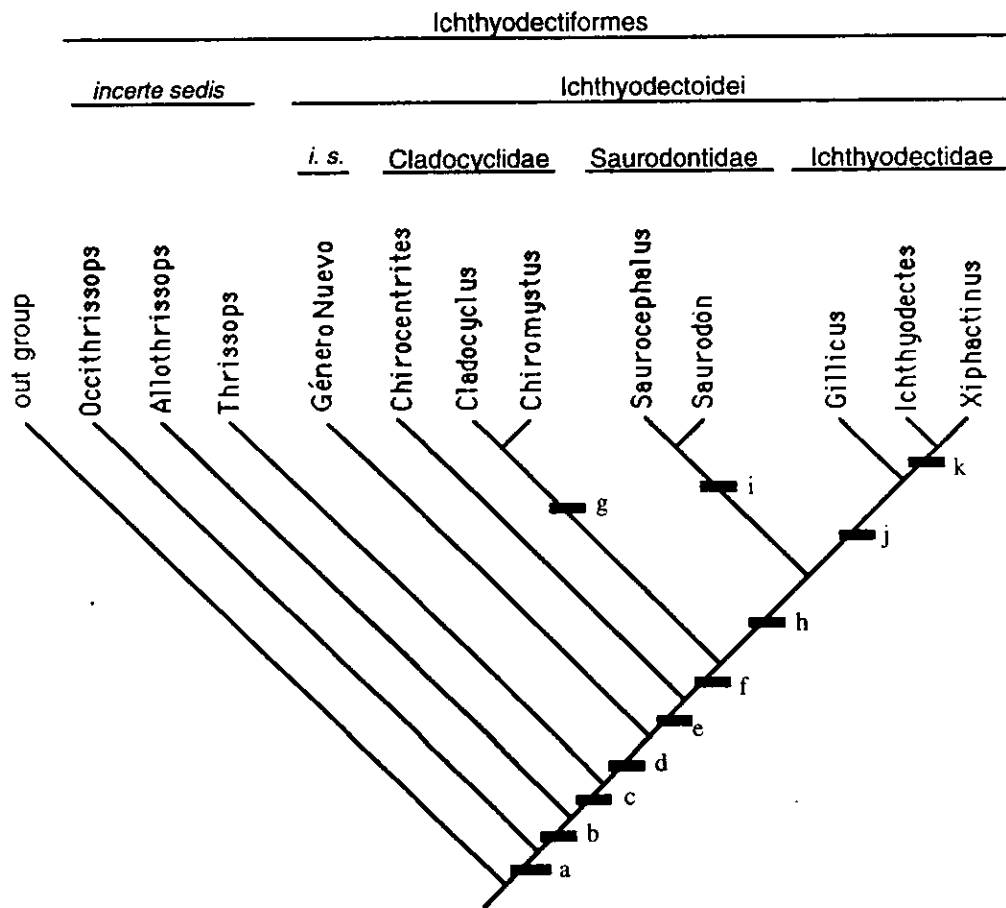 Ichthyodectiformes
incerte sedis
Ichthyodectoidei
i. s.
Cladocyclidae
Saurodontidae
Ichthyodectidae
out group
Occithrissops
Allothrissops
Thrissops
Género Nuevo
Chirocentrites
Cladocyclus
Chiromystus
Saurocephalus
Saurodón
Gillicus
Ichthyodectes
Xiphactinus
k
i
g
j
h
f
e
d
c
b
a